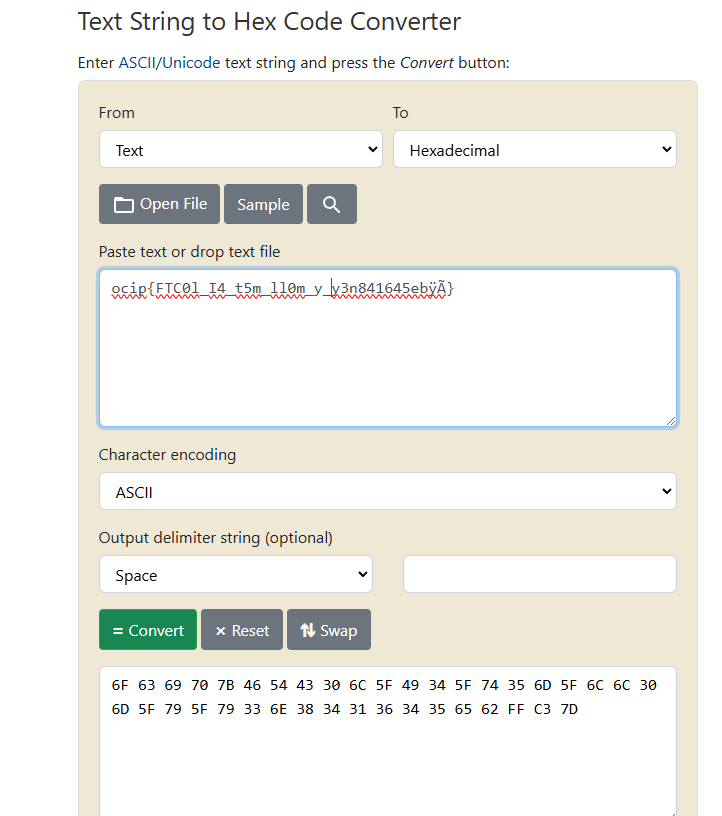 Text String to Hex Code Converter
Enter ASCII/Unicode text string and press the Convert button:
From To
Text Hexadecimal
Open File Sample
Paste text or drop text file
ocip{FTC0l_I4_t5m_ll0m_y_y3n841645ebÿÃ}
Character encoding
ASCII
Output delimiter string (optional)
Space
= Convert × Reset Swap
6F 63 69 70 7B 46 54 43 30 6C 5F 49 34 5F 74 35 6D 5F 6C 6C 30
6D 5F 79 5F 79 33 6E 38 34 31 36 34 35 65 62 FF C3 7D